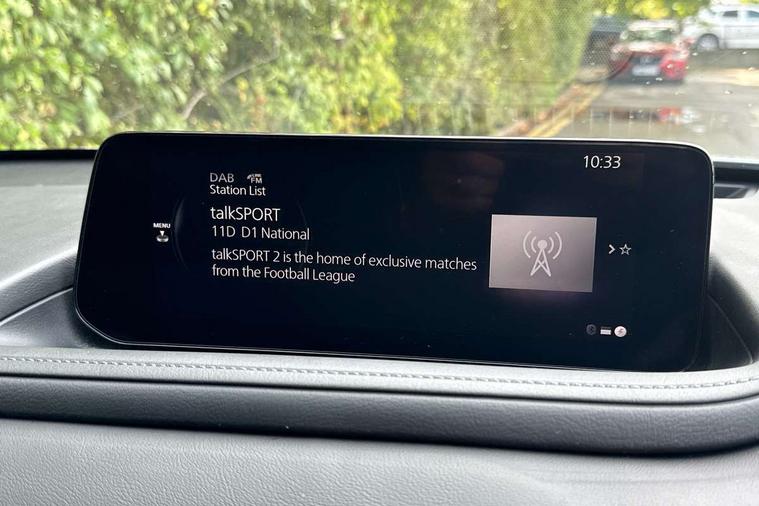 10:33
DAB FM
Station List
MENU
talkSPORT
11D D1 National
talkSPORT 2 is the home of exclusive matches
from the Football League